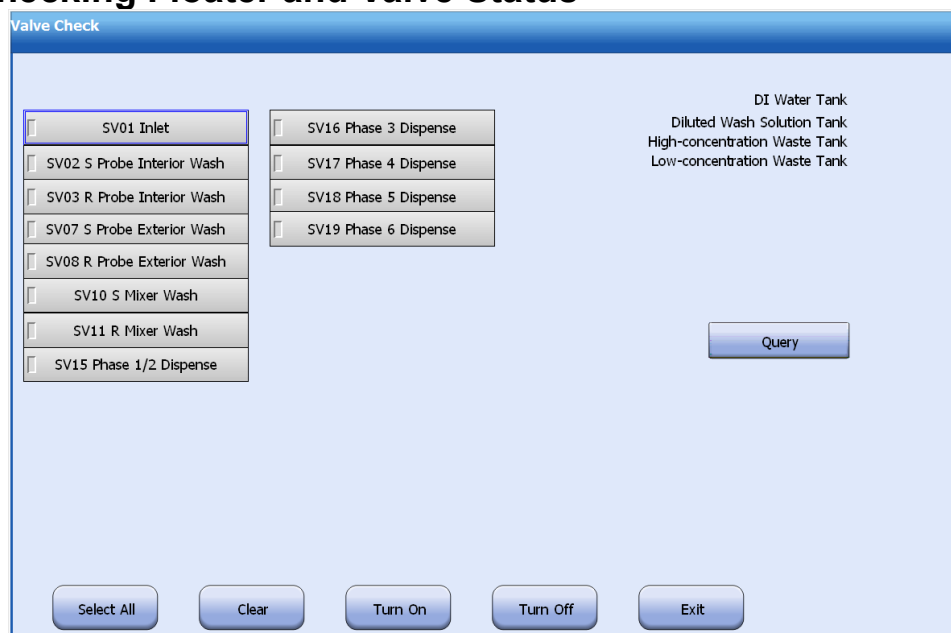 Valve Check
SV01 Inlet
SV02 S Probe Interior Wash
SV03 R Probe Interior Wash
SV07 S Probe Exterior Wash
SV08 R Probe Exterior Wash
SV10 S Mixer Wash
SV11 R Mixer Wash
SV15 Phase 1/2 Dispense
SV16 Phase 3 Dispense
SV17 Phase 4 Dispense
SV18 Phase 5 Dispense
SV19 Phase 6 Dispense
DI Water Tank
Diluted Wash Solution Tank
High-concentration Waste Tank
Low-concentration Waste Tank
Query
Select All
Clear
Turn On
Turn Off
Exit